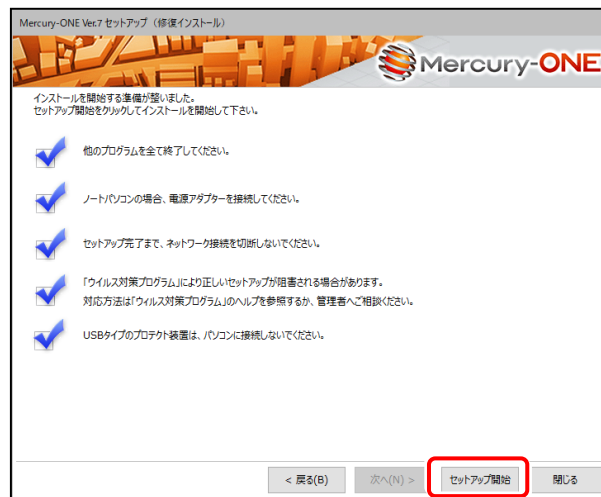 Mercury-ONE Ver.7 セットアップ（修復インストール）
Mercury-ONE
インストールを開始する準備が整いました。
セットアップ開始をクリックしてインストールを開始して下さい。
他のプログラムを全て終了してください。
ノートパソコンの場合、電源アダプターを接続してください。
セットアップ完了まで、ネットワーク接続を切断しないでください。
「ウイルス対策プログラム」により正しいセットアップが阻害される場合があります。
対応方法は「ウィルス対策プログラム」のヘルプを参照するか、管理者へご相談ください。
USBタイプのプロテクト装置は、パソコンに接続しないでください。
< 戻る(B) 次へ(N) > セットアップ開始 閉じる